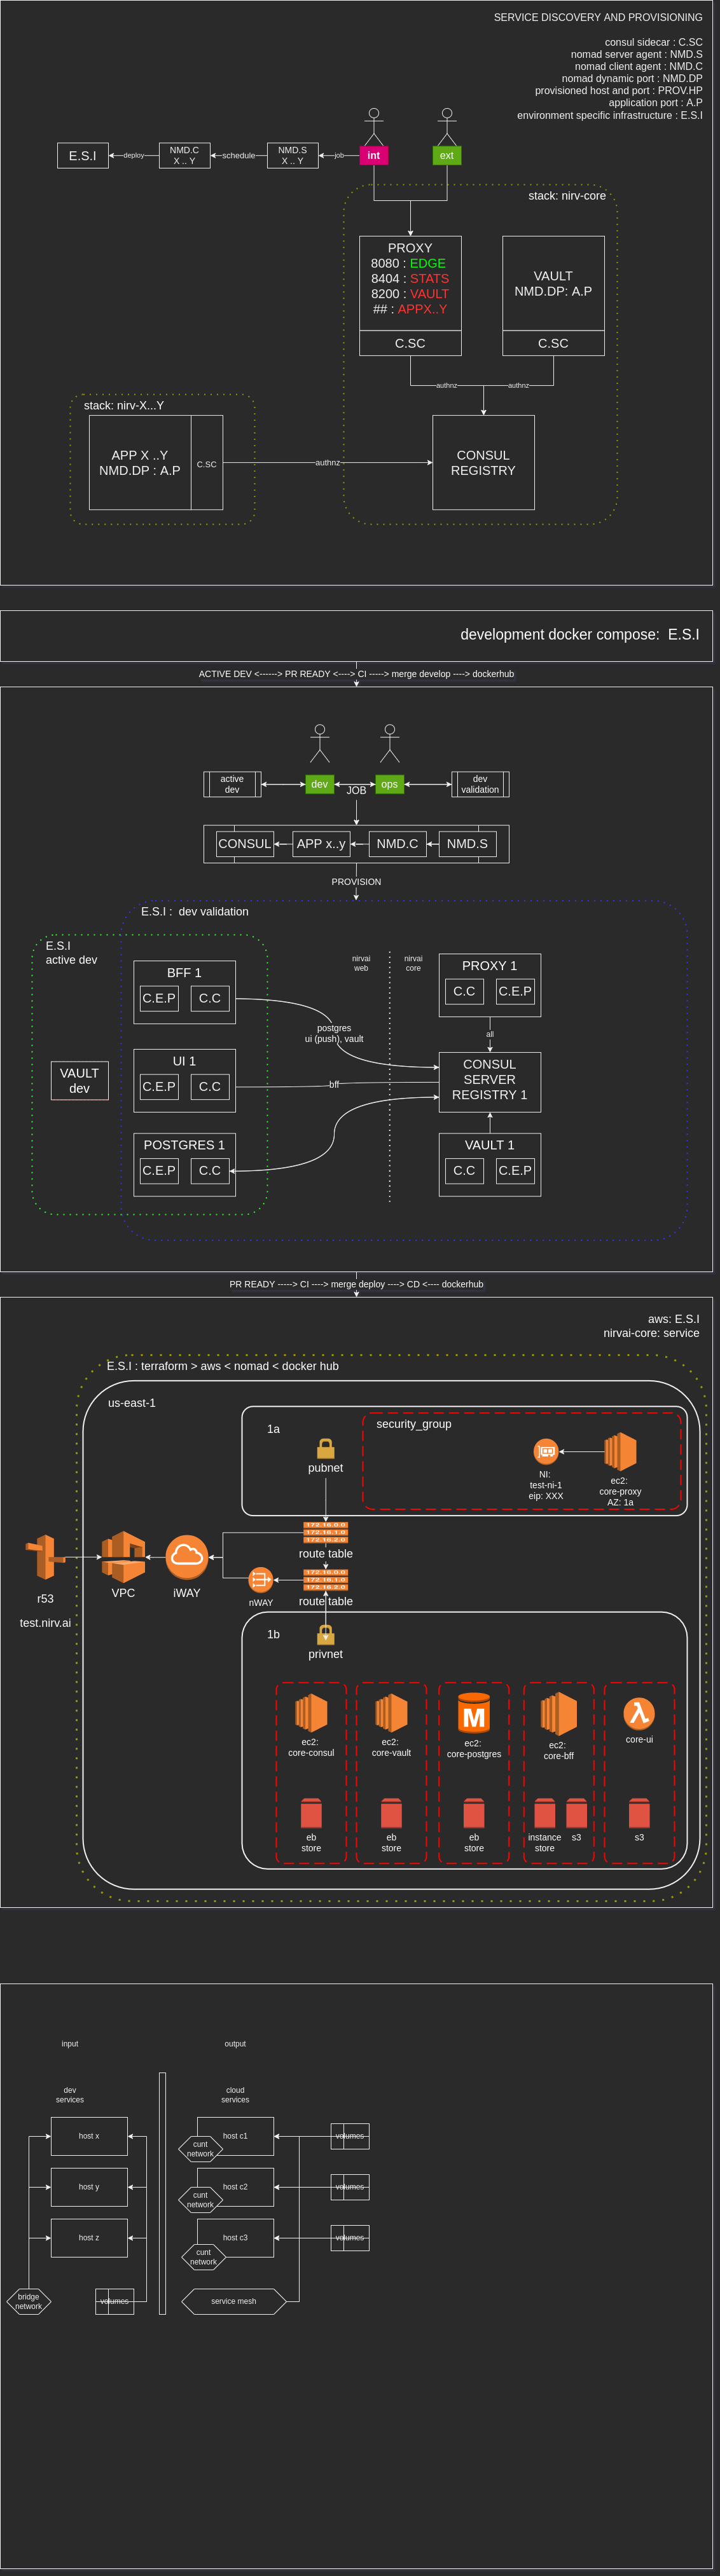 SERVICE DISCOVERY AND PROVISIONING
consul sidecar : C.SC
nomad server agent : NMD.S
nomad client agent : NMD.C
nomad dynamic port : NMD.DP
provisioned host and port : PROV.HP
application port : A.P
environment specific infrastructure : E.S.I
E.S.I
deploy
NMD.C
X .. Y
schedule
NMD.S
X .. Y
job
int
ext
stack: nirv-core
PROXY
8080 : EDGE
8404 : STATS
8200 : VAULT
## : APPX..Y
C.SC
VAULT
NMD.DP: A.P
C.SC
authnz
authnz
stack: nirv-X...Y
APP X ..Y
NMD.DP : A.P
C.SC
authnz
CONSUL
REGISTRY
development docker compose:  E.S.I
ACTIVE DEV <------> PR READY <----> CI -----> merge develop ----> dockerhub
active
dev
dev
JOB
ops
dev
validation
CONSUL
APP x..y
NMD.C
NMD.S
PROVISION
E.S.I :  dev validation
E.S.I
active dev
nirvai
web
nirvai
core
BFF 1
C.E.P
C.C
PROXY 1
C.C
C.E.P
postgres
ui (push), vault
all
VAULT
dev
UI 1
C.E.P
C.C
bff
CONSUL
SERVER
REGISTRY 1
POSTGRES 1
C.E.P
C.C
VAULT 1
C.C
C.E.P
PR READY -----> CI ----> merge deploy ----> CD <---- dockerhub
aws: E.S.I
nirvai-core: service
E.S.I : terraform > aws < nomad < docker hub
us-east-1
1a
pubnet
security_group
NI:
test-ni-1
eip: XXX
ec2:
core-proxy
AZ: 1a
172.16.0.0
172.16.1.0
172.16.2.0
route table
172.16.0.0
172.16.1.0
172.16.2.0
route table
r53
test.nirv.ai
VPC
iWAY
nWAY
1b
privnet
ec2:
core-consul
ec2:
core-vault
ec2:
core-postgres
ec2:
core-bff
core-ui
eb
store
eb
store
eb
store
instance
store
s3
s3
input
output
dev
services
cloud
services
host x
host y
host z
bridge
network
volumes
host c1
cunt
network
volumes
host c2
cunt
network
volumes
host c3
cunt
network
volumes
service mesh